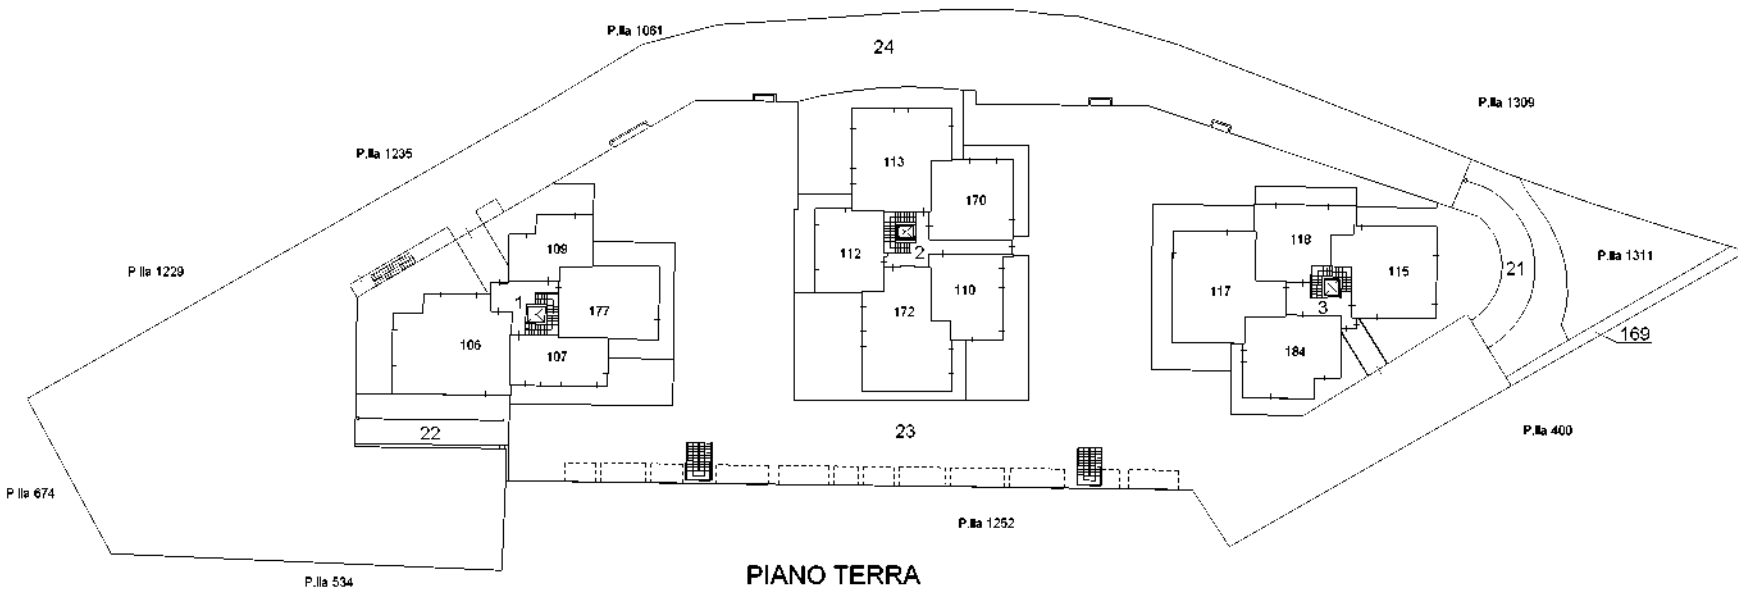 P.lla 1061
24
P.lla 1309
P.lla 1235
113
170
109
112
2
118
115
P.lla 1311
21
P lla 1229
117
110
1
177
172
3
169
106
107
184
22
23
P.lla 400
P lla 674
P.lla 1252
P.lla 534
PIANO TERRA